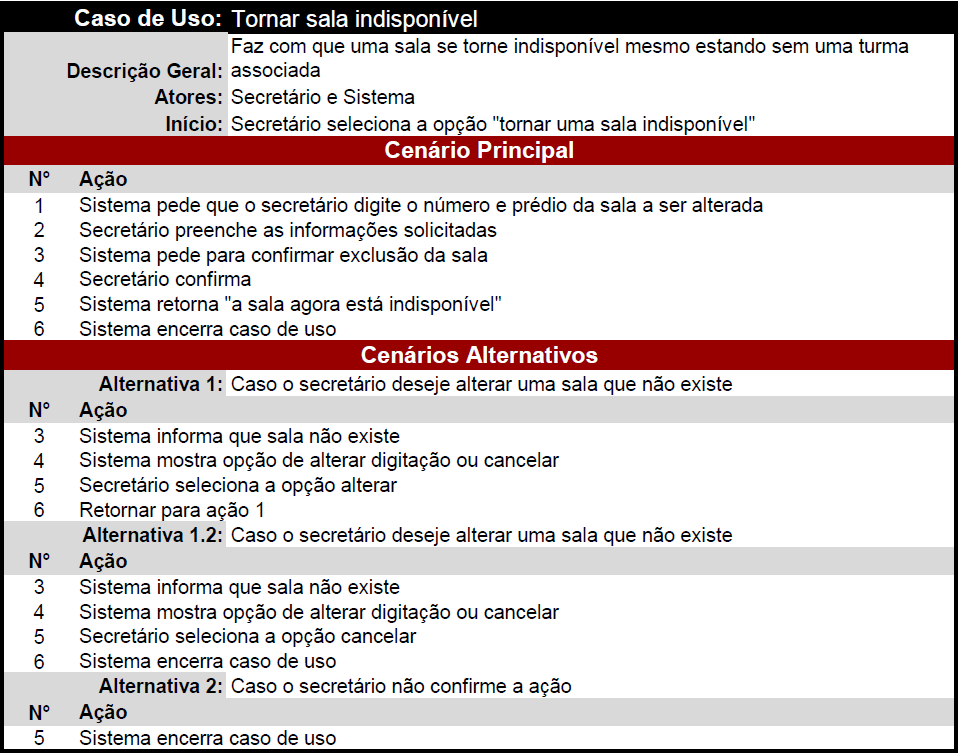 Caso de Uso: Tornar sala indisponível
Faz com que uma sala se torne indisponível mesmo estando sem uma turma
Descrição Geral: associada
Atores: Secretário e Sistema
Início: Secretário seleciona a opção "tornar uma sala indisponível"
Cenário Principal
Nº Ação
1 Sistema pede que o secretário digite o número e prédio da sala a ser alterada
2 Secretário preenche as informações solicitadas
3 Sistema pede para confirmar exclusão da sala
4 Secretário confirma
5 Sistema retorna "a sala agora está indisponível"
6 Sistema encerra caso de uso
Cenários Alternativos
Alternativa 1: Caso o secretário deseje alterar uma sala que não existe
Nº Ação
3 Sistema informa que sala não existe
4 Sistema mostra opção de alterar digitação ou cancelar
5 Secretário seleciona a opção alterar
6 Retornar para ação 1
Alternativa 1.2: Caso o secretário deseje alterar uma sala que não existe
Nº Ação
3 Sistema informa que sala não existe
4 Sistema mostra opção de alterar digitação ou cancelar
5 Secretário seleciona a opção cancelar
6 Sistema encerra caso de uso
Alternativa 2: Caso o secretário não confirme a ação
Nº Ação
5 Sistema encerra caso de uso